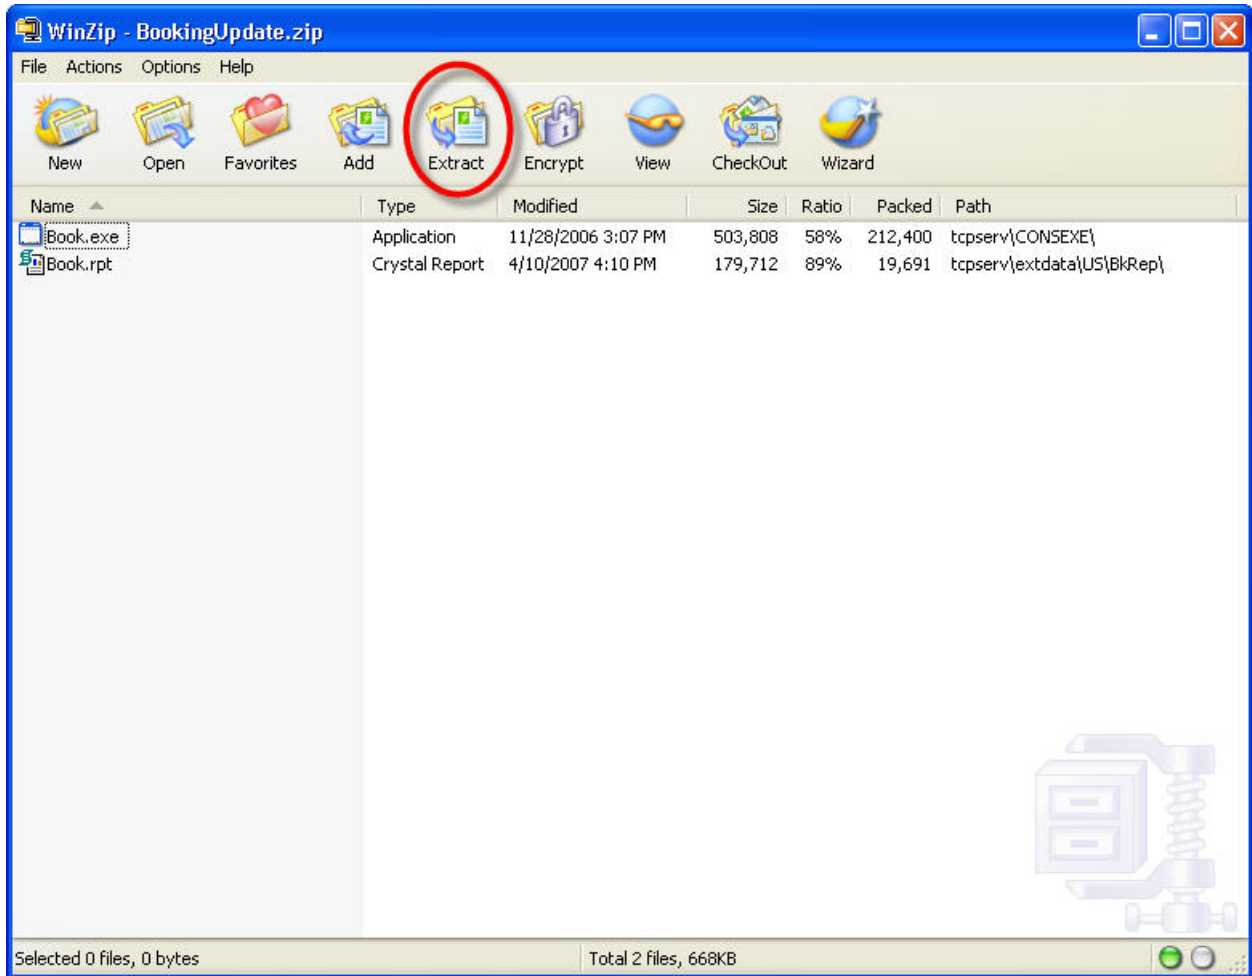 WinZip - BookingUpdate.zip
File Actions Options Help
New Open Favorites Add Extract Encrypt View CheckOut Wizard
Name Type Modified Size Ratio Packed Path
Book.exe Application 11/28/2006 3:07 PM 503,808 58% 212,400 tcpserv\CONSEXE\
Book.rpt Crystal Report 4/10/2007 4:10 PM 179,712 89% 19,691 tcpserv\extdata\US\BkRep\
Selected 0 files, 0 bytes Total 2 files, 668KB